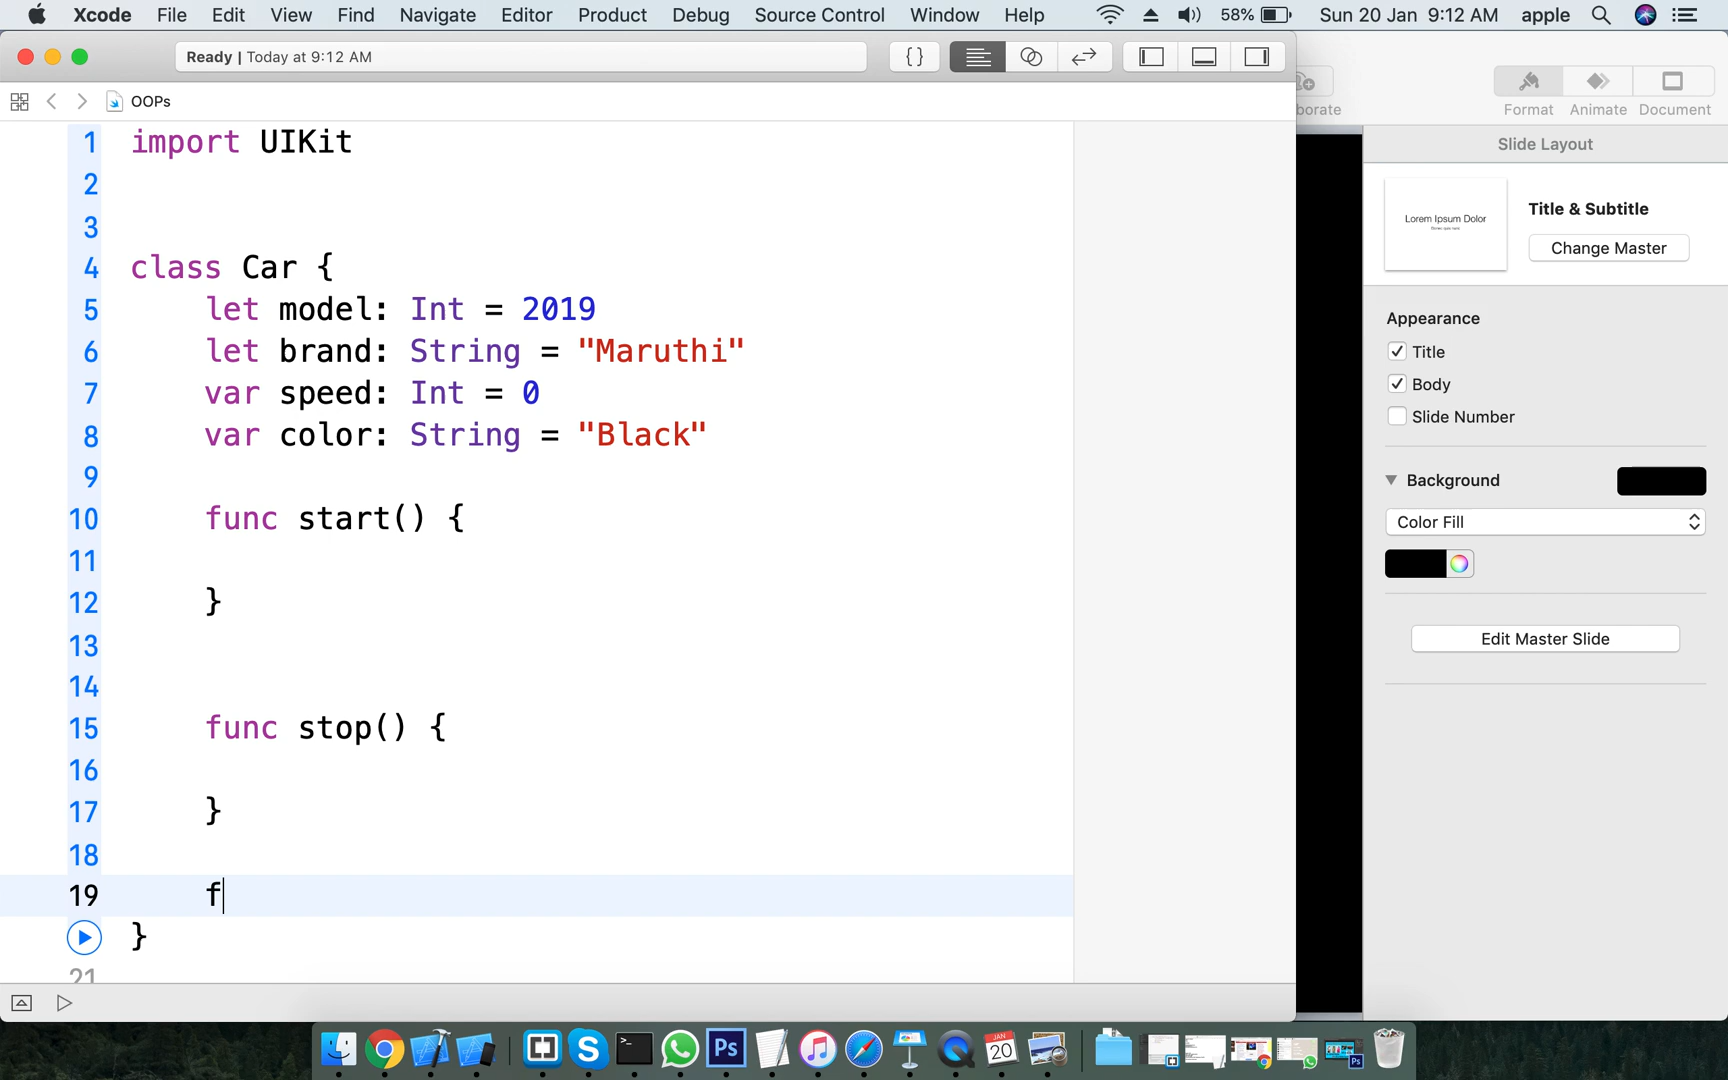 Xcode File Edit View Find Navigate Editor Product Debug Source Control Window Help 58% Sun 20 Jan 9:12 AM apple
Ready | Today at 9:12 AM {}
OOPs
1 import UIKit
2
3
4 class Car {
5 let model: Int = 2019
6 let brand: String = "Maruthi"
7 var speed: Int = 0
8 var color: String = "Black"
9
10 func start() {
11
12 }
13
14
15 func stop() {
16
17 }
18
19 f
}
21
borate
Format Animate Document
Slide Layout
Lorem Ipsum Dolor
Title & Subtitle
Change Master
Appearance
Title
Body
Slide Number
Background
Color Fill
Edit Master Slide
S
Ps
JAN
20
Ps